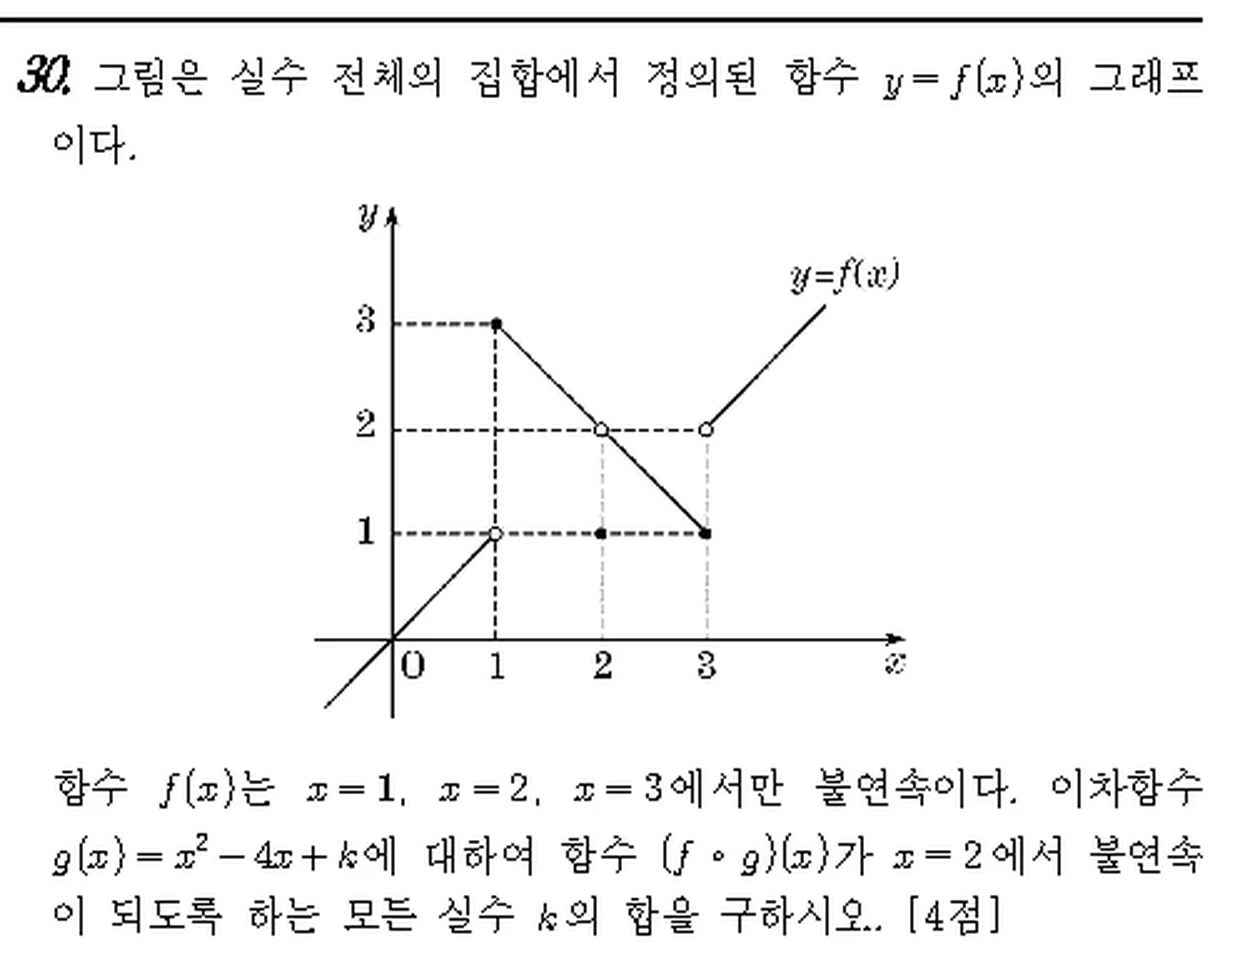 30. 그림은 실수 전체의 집합에서 정의된 함수 y=f(x)의 그래프
이다.
y
y=f(x)
3
2
1
O 1 2 3 x
함수 f(x)는 x=1, x=2, x=3에서만 불연속이다. 이차함수
g(x)=x²-4x+k에 대하여 함수 (f∘g)(x)가 x=2에서 불연속
이 되도록 하는 모든 실수 k의 합을 구하시오. [4점]